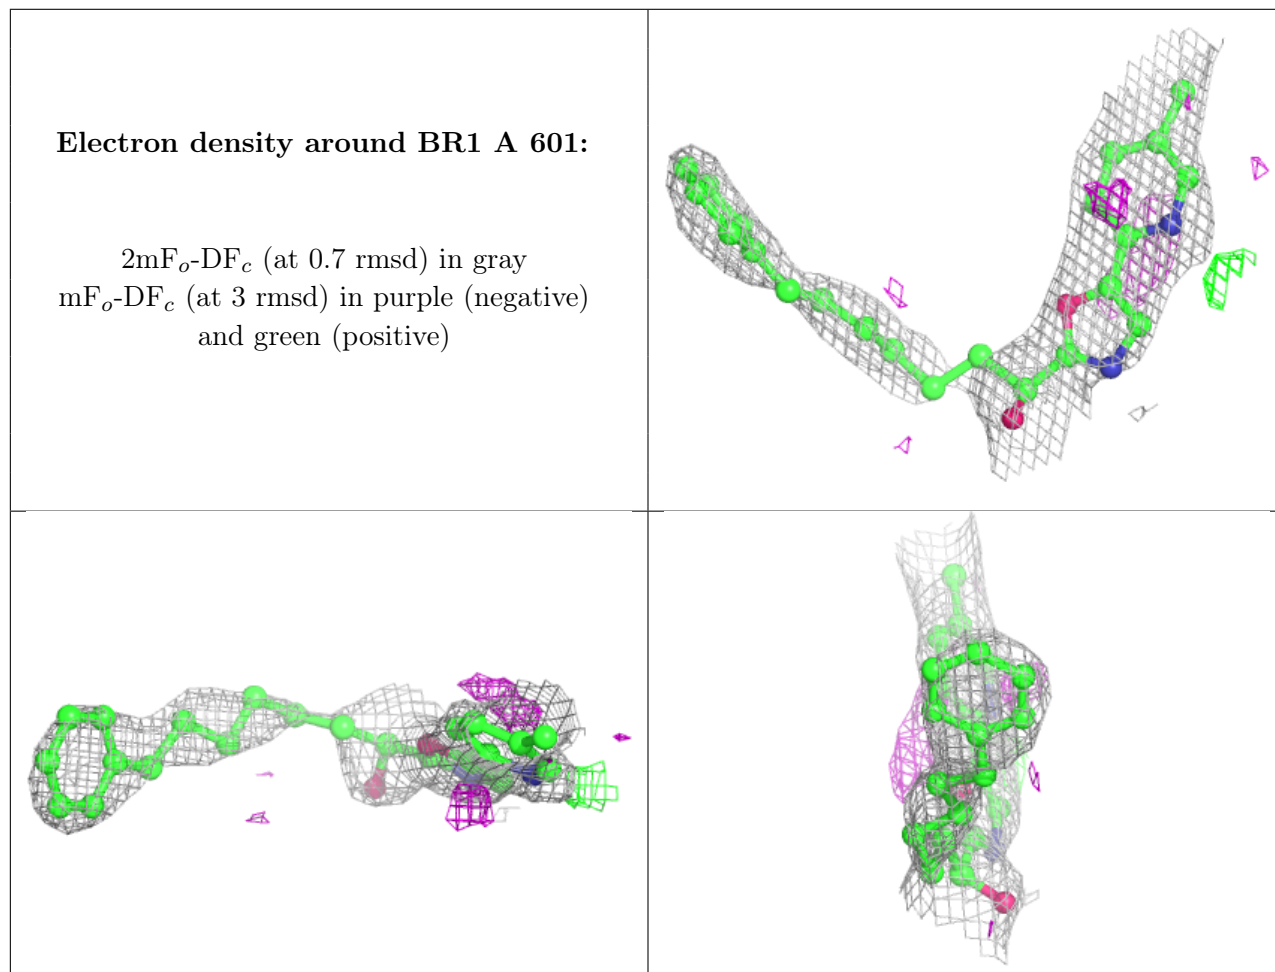 Electron density around BR1 A 601:
2mFₒ-DF𝒸 (at 0.7 rmsd) in gray
mFₒ-DF𝒸 (at 3 rmsd) in purple (negative)
and green (positive)